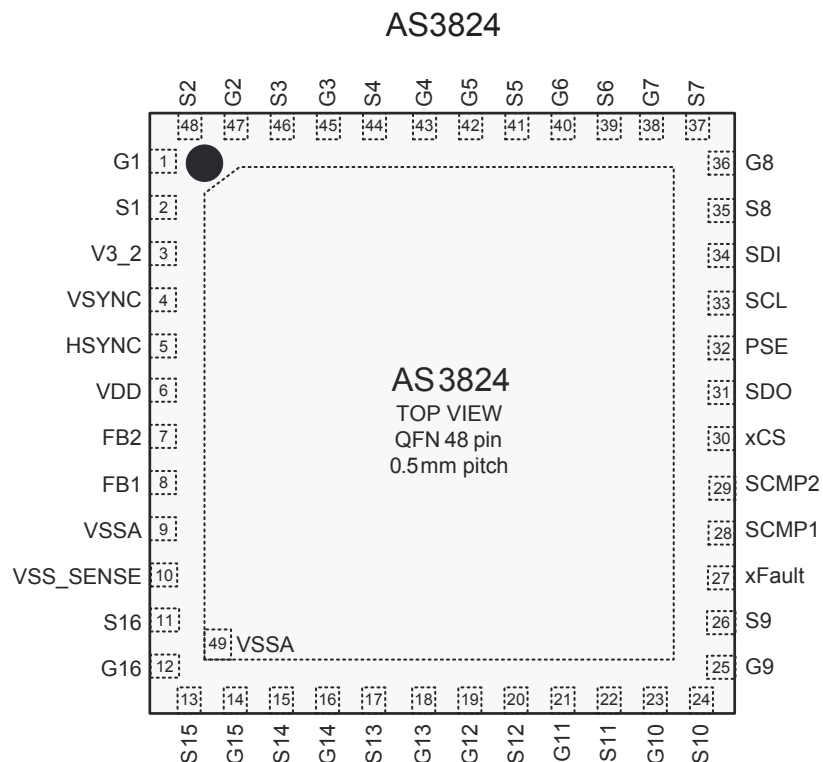 AS3824
S2 G2 S3 G3 S4 G4 G5 S5 G6 S6 G7 S7
48 47 46 45 44 43 42 41 40 39 38 37
G1 1 36 G8
S1 2 35 S8
V3_2 3 34 SDI
VSYNC 4 33 SCL
HSYNC 5 32 PSE
VDD 6 31 SDO
AS3824
TOP VIEW
QFN 48 pin
0.5mm pitch
FB2 7 30 xCS
FB1 8 29 SCMP2
VSSA 9 28 SCMP1
VSS_SENSE 10 27 xFault
S16 11 26 S9
49 VSSA
G16 12 25 G9
13 14 15 16 17 18 19 20 21 22 23 24
S15 G15 S14 G14 S13 G13 G12 S12 G11 S11 G10 S10